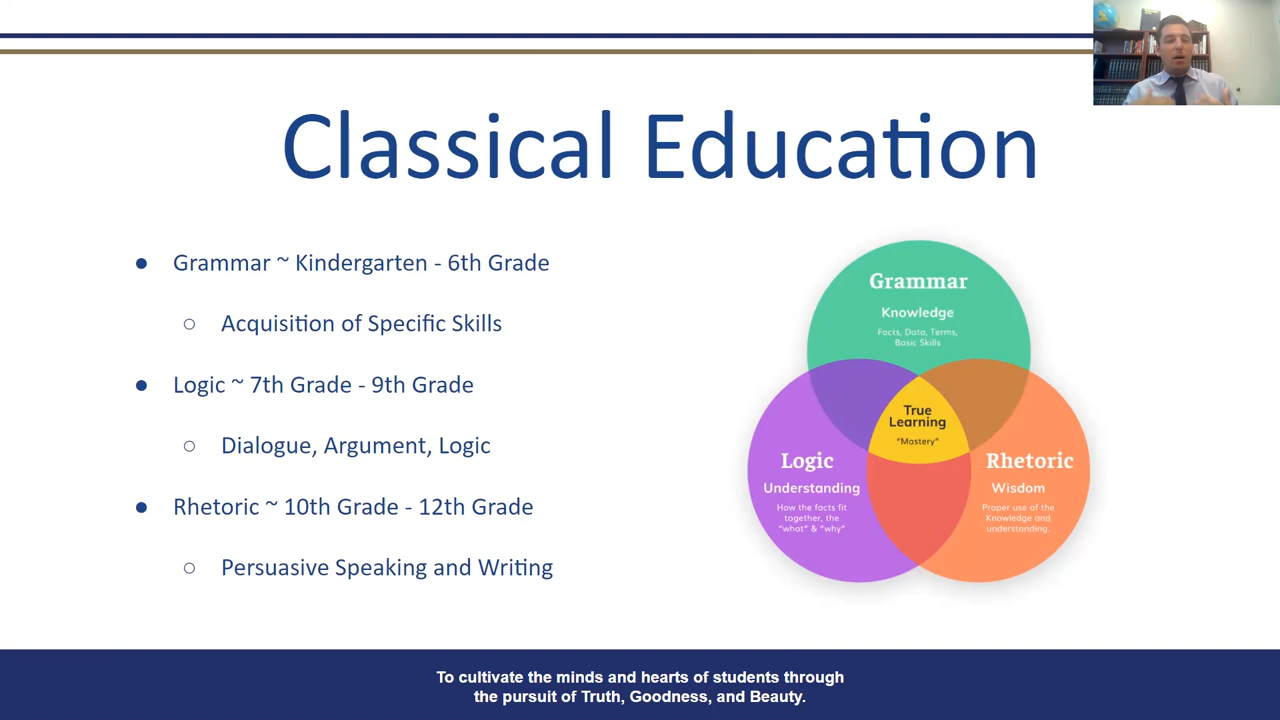 Classical Education
● Grammar ~ Kindergarten - 6th Grade
○ Acquisition of Specific Skills
● Logic ~ 7th Grade - 9th Grade
○ Dialogue, Argument, Logic
● Rhetoric ~ 10th Grade - 12th Grade
○ Persuasive Speaking and Writing
Grammar
Knowledge
Facts, Data, Terms,
Basic Skills
True
Learning
"Mastery"
Logic
Understanding
How the facts fit
together, the
"what" & "why"
Rhetoric
Wisdom
Proper use of the
Knowledge and
understanding.
To cultivate the minds and hearts of students through
the pursuit of Truth, Goodness, and Beauty.